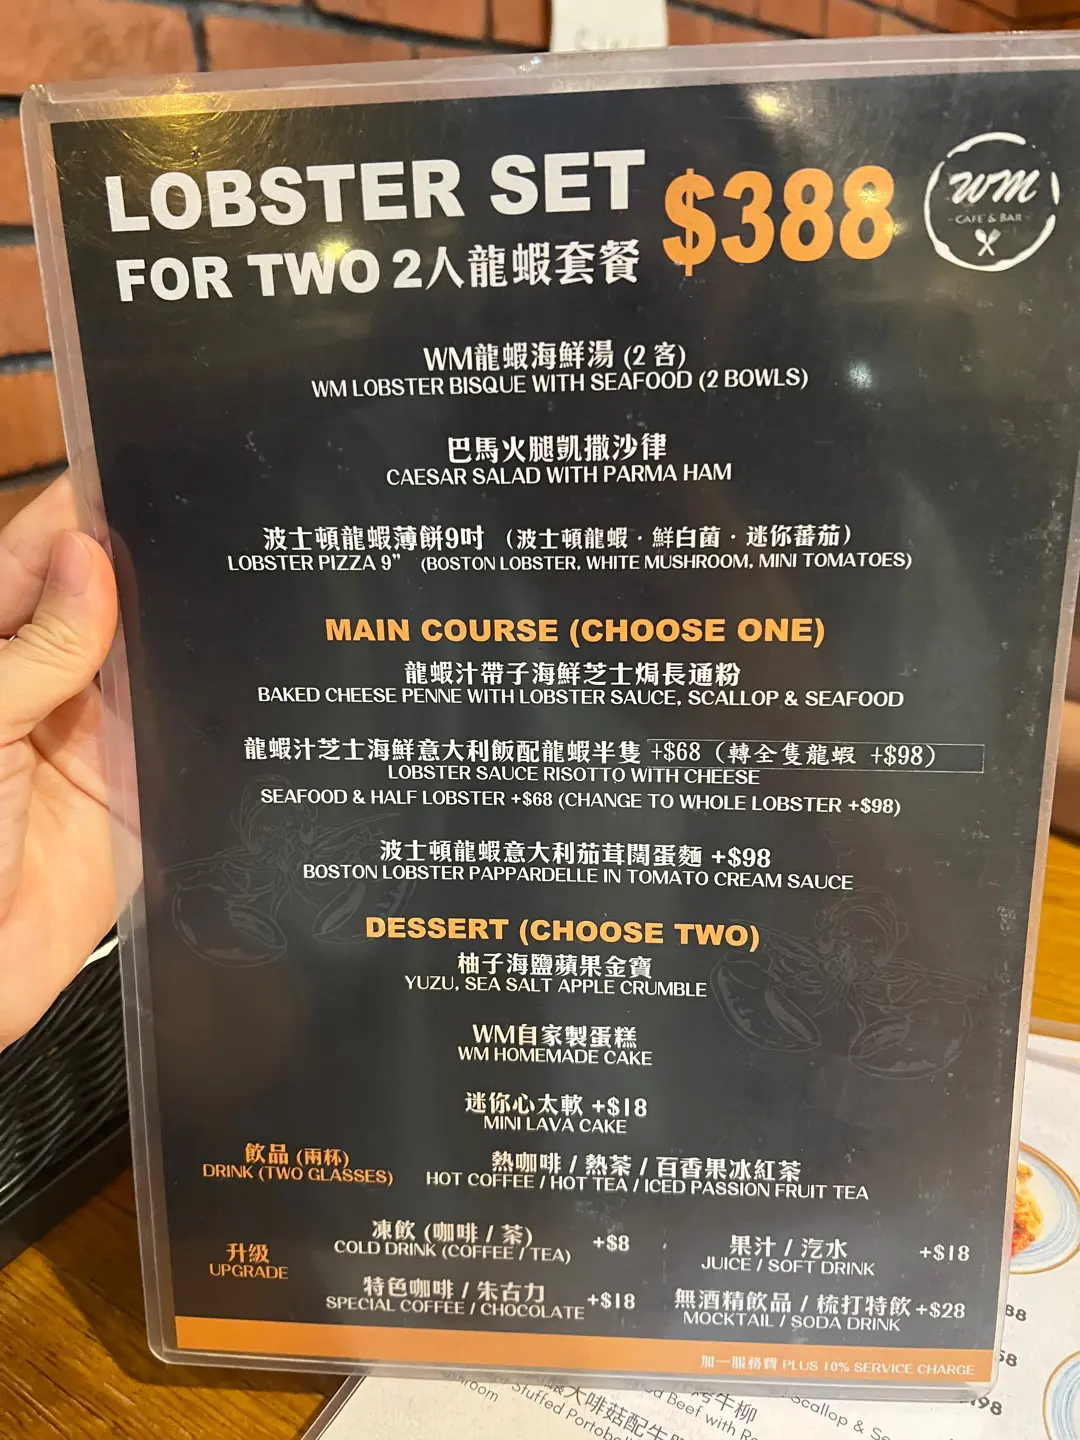 LOBSTER SET
FOR TWO 2人龍蝦套餐
$388
WM
CAFE & BAR
WM龍蝦海鮮湯 (2 客)
WM LOBSTER BISQUE WITH SEAFOOD (2 BOWLS)
巴馬火腿凱撒沙律
CAESAR SALAD WITH PARMA HAM
波士頓龍蝦薄餅9吋 (波士頓龍蝦 · 鮮白菌 · 迷你蕃茄)
LOBSTER PIZZA 9” (BOSTON LOBSTER, WHITE MUSHROOM, MINI TOMATOES)
MAIN COURSE (CHOOSE ONE)
龍蝦汁帶子海鮮芝士焗長通粉
BAKED CHEESE PENNE WITH LOBSTER SAUCE, SCALLOP & SEAFOOD
龍蝦汁芝士海鮮意大利飯配龍蝦半隻 +$68 (轉全隻龍蝦 +$98)
LOBSTER SAUCE RISOTTO WITH CHEESE
SEAFOOD & HALF LOBSTER +$68 (CHANGE TO WHOLE LOBSTER +$98)
波士頓龍蝦意大利茄茸闊蛋麵 +$98
BOSTON LOBSTER PAPPARDELLE IN TOMATO CREAM SAUCE
DESSERT (CHOOSE TWO)
柚子海鹽蘋果金寶
YUZU, SEA SALT APPLE CRUMBLE
WM自家製蛋糕
WM HOMEMADE CAKE
迷你心太軟 +$18
MINI LAVA CAKE
飲品 (兩杯)
DRINK (TWO GLASSES)
熱咖啡 / 熱茶 / 百香果冰紅茶
HOT COFFEE / HOT TEA / ICED PASSION FRUIT TEA
升級
UPGRADE
凍飲 (咖啡 / 茶) +$8
COLD DRINK (COFFEE / TEA)
果汁 / 汽水 +$18
JUICE / SOFT DRINK
特色咖啡 / 朱古力 +$18
SPECIAL COFFEE / CHOCOLATE
無酒精飲品 / 梳打特飲 +$28
MOCKTAIL / SODA DRINK
加一服務費 PLUS 10% SERVICE CHARGE
88
58
198
大啡菇配牛
Stuffed
牛柳
Beef with
Scallop &